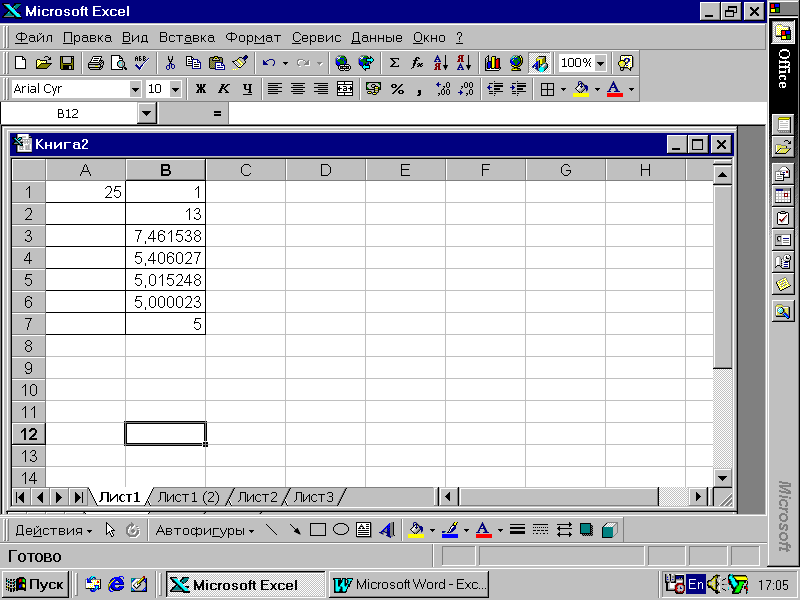 Microsoft Excel
Файл Правка Вид Вставка Формат Сервис Данные Окно ?
Office
100%
Arial Cyr 10 Ж К Ч
B12 =
Книга2
A B C D E F G H
1 25 1
2 13
3 7,461538
4 5,406027
5 5,015248
6 5,000023
7 5
8
9
10
11
12
13
14
Лист1 Лист1 (2) Лист2 Лист3
Microsoft
Действия Автофигуры
Готово
Пуск Microsoft Excel Microsoft Word - Exc... En 17:05